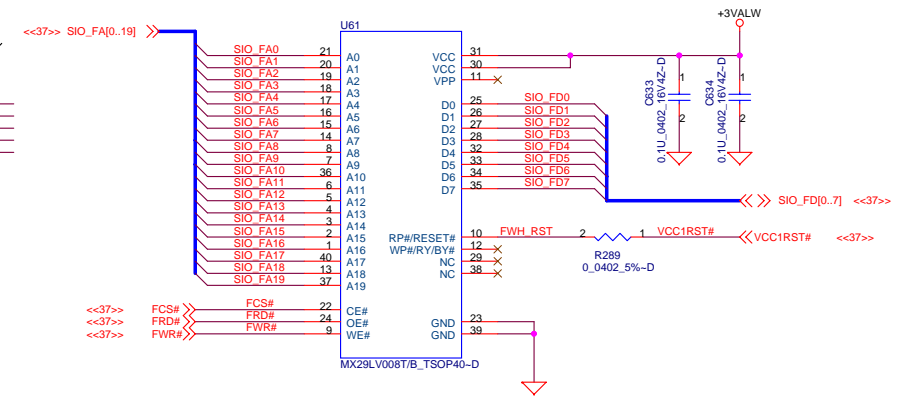 +3VALW
<<37>> SIO_FA[0..19]
U61
SIO_FA0 21 A0
SIO_FA1 20 A1
SIO_FA2 19 A2
SIO_FA3 18 A3
SIO_FA4 17 A4
SIO_FA5 16 A5
SIO_FA6 15 A6
SIO_FA7 14 A7
SIO_FA8 8 A8
SIO_FA9 7 A9
SIO_FA10 36 A10
SIO_FA11 6 A11
SIO_FA12 5 A12
SIO_FA13 4 A13
SIO_FA14 3 A14
SIO_FA15 2 A15
SIO_FA16 1 A16
SIO_FA17 40 A17
SIO_FA18 13 A18
SIO_FA19 37 A19
<<37>> FCS# FCS# 22 CE#
<<37>> FRD# FRD# 24 OE#
<<37>> FWR# FWR# 9 WE#
VCC 31
VCC 30
VPP 11
D0 25 SIO_FD0
D1 26 SIO_FD1
D2 27 SIO_FD2
D3 28 SIO_FD3
D4 32 SIO_FD4
D5 33 SIO_FD5
D6 34 SIO_FD6
D7 35 SIO_FD7
SIO_FD[0..7] <<37>>
RP#/RESET# 10 FWH_RST 2 1 VCC1RST# VCC1RST# <<37>>
WP#/RY/BY# 12
NC 29
NC 38
R289
0_0402_5%~D
GND 23
GND 39
MX29LV008T/B_TSOP40~D
C633
0.1U_0402_16V4Z~D
1
2
C634
0.1U_0402_16V4Z~D
1
2